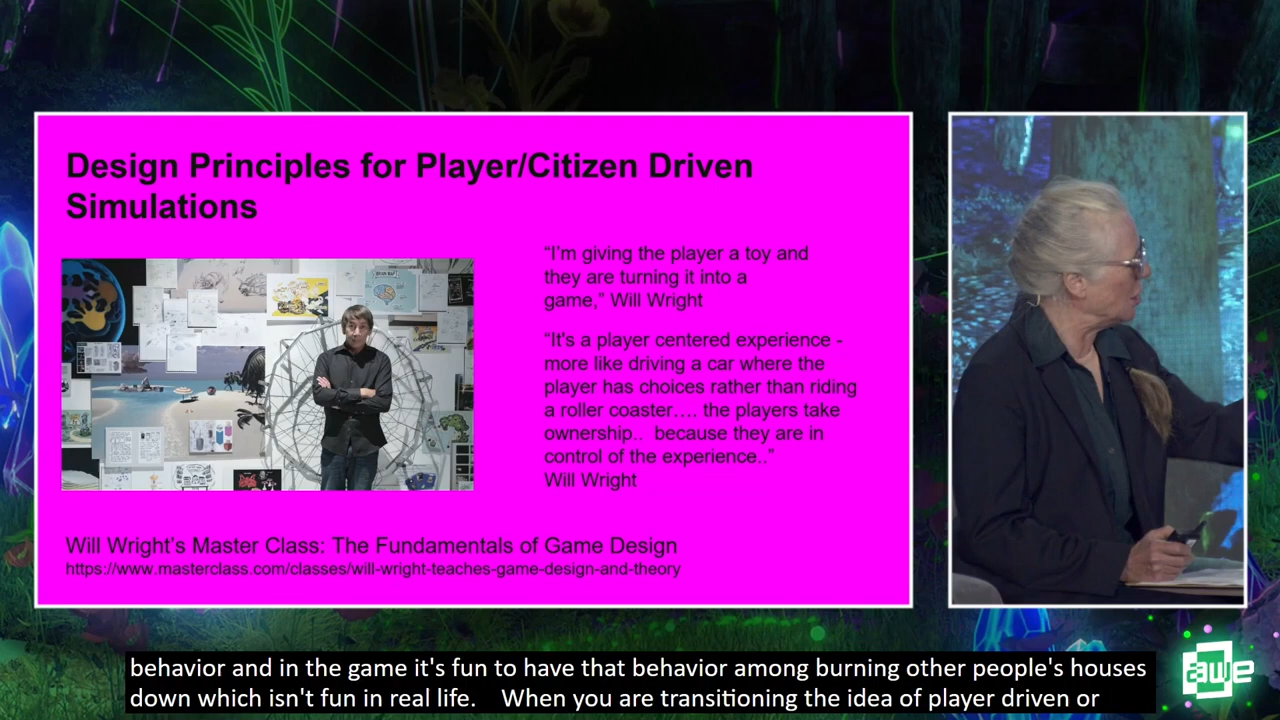 Design Principles for Player/Citizen Driven
Simulations
“I’m giving the player a toy and
they are turning it into a
game,” Will Wright
“It's a player centered experience -
more like driving a car where the
player has choices rather than riding
a roller coaster…. the players take
ownership..  because they are in
control of the experience..”
Will Wright
Will Wright’s Master Class: The Fundamentals of Game Design
https://www.masterclass.com/classes/will-wright-teaches-game-design-and-theory
behavior and in the game it's fun to have that behavior among burning other people's houses
down which isn't fun in real life.    When you are transitioning the idea of player driven or
awe